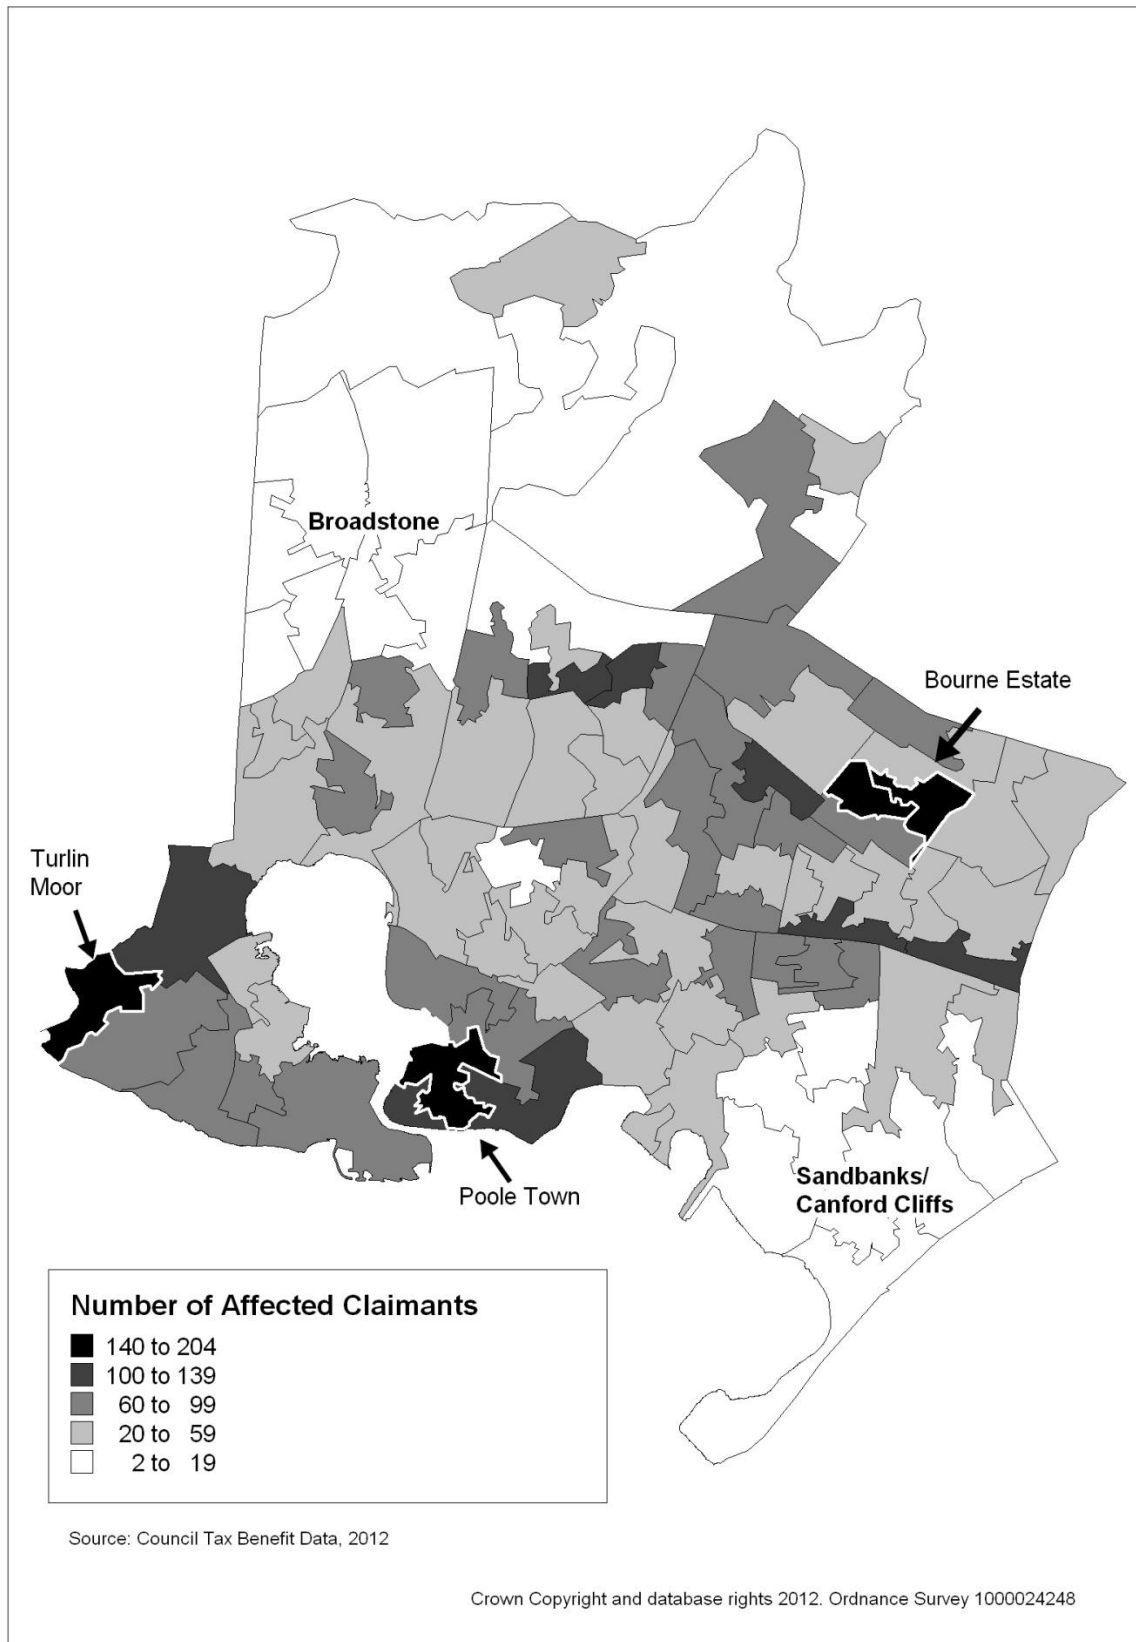 Broadstone
Bourne Estate
Turlin
Moor
Sandbanks/
Canford Cliffs
Poole Town
Number of Affected Claimants
140 to 204
100 to 139
60 to 99
20 to 59
2 to 19
Source: Council Tax Benefit Data, 2012
Crown Copyright and database rights 2012. Ordnance Survey 1000024248